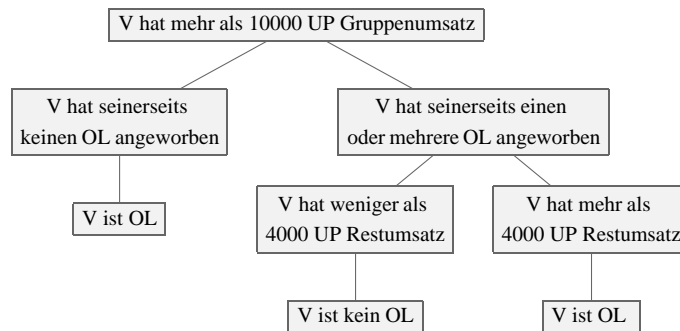 V hat mehr als 10000 UP Gruppenumsatz
V hat seinerseits
keinen OL angeworben
V hat seinerseits einen
oder mehrere OL angeworben
V ist OL
V hat weniger als
4000 UP Restumsatz
V hat mehr als
4000 UP Restumsatz
V ist kein OL
V ist OL